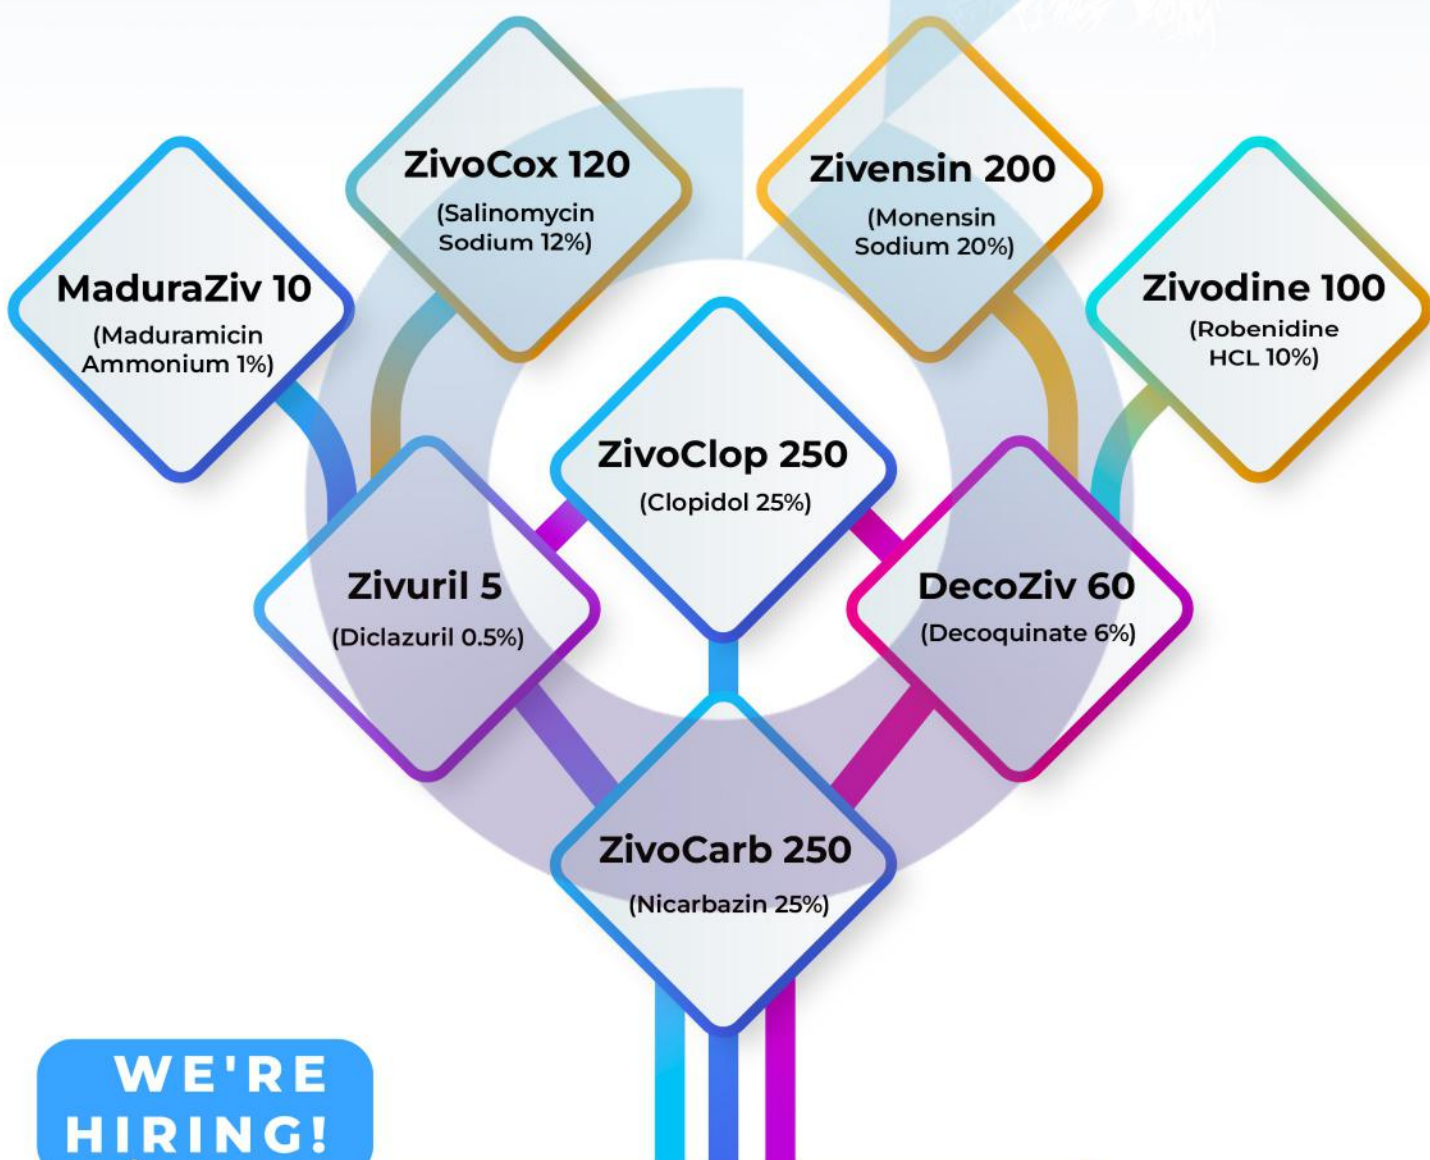 ZivoCox 120
(Salinomycin
Sodium 12%)
Zivensin 200
(Monensin
Sodium 20%)
MaduraZiv 10
(Maduramicin
Ammonium 1%)
Zivodine 100
(Robenidine
HCL 10%)
ZivoClop 250
(Clopidol 25%)
Zivuril 5
(Diclazuril 0.5%)
DecoZiv 60
(Decoquinate 6%)
ZivoCarb 250
(Nicarbazin 25%)
WE'RE
HIRING!